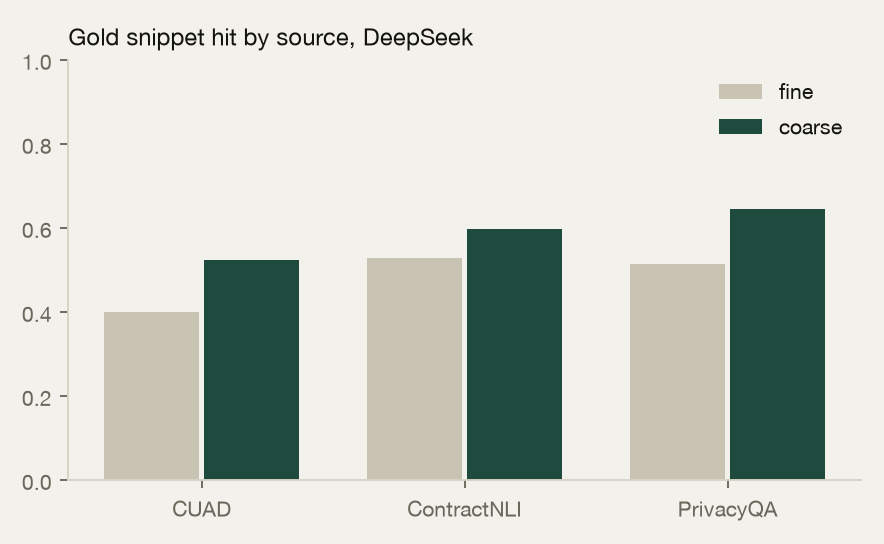 Gold snippet hit by source, DeepSeek
1.0
fine
coarse
0.8
0.6
0.4
0.2
0.0
CUAD ContractNLI PrivacyQA